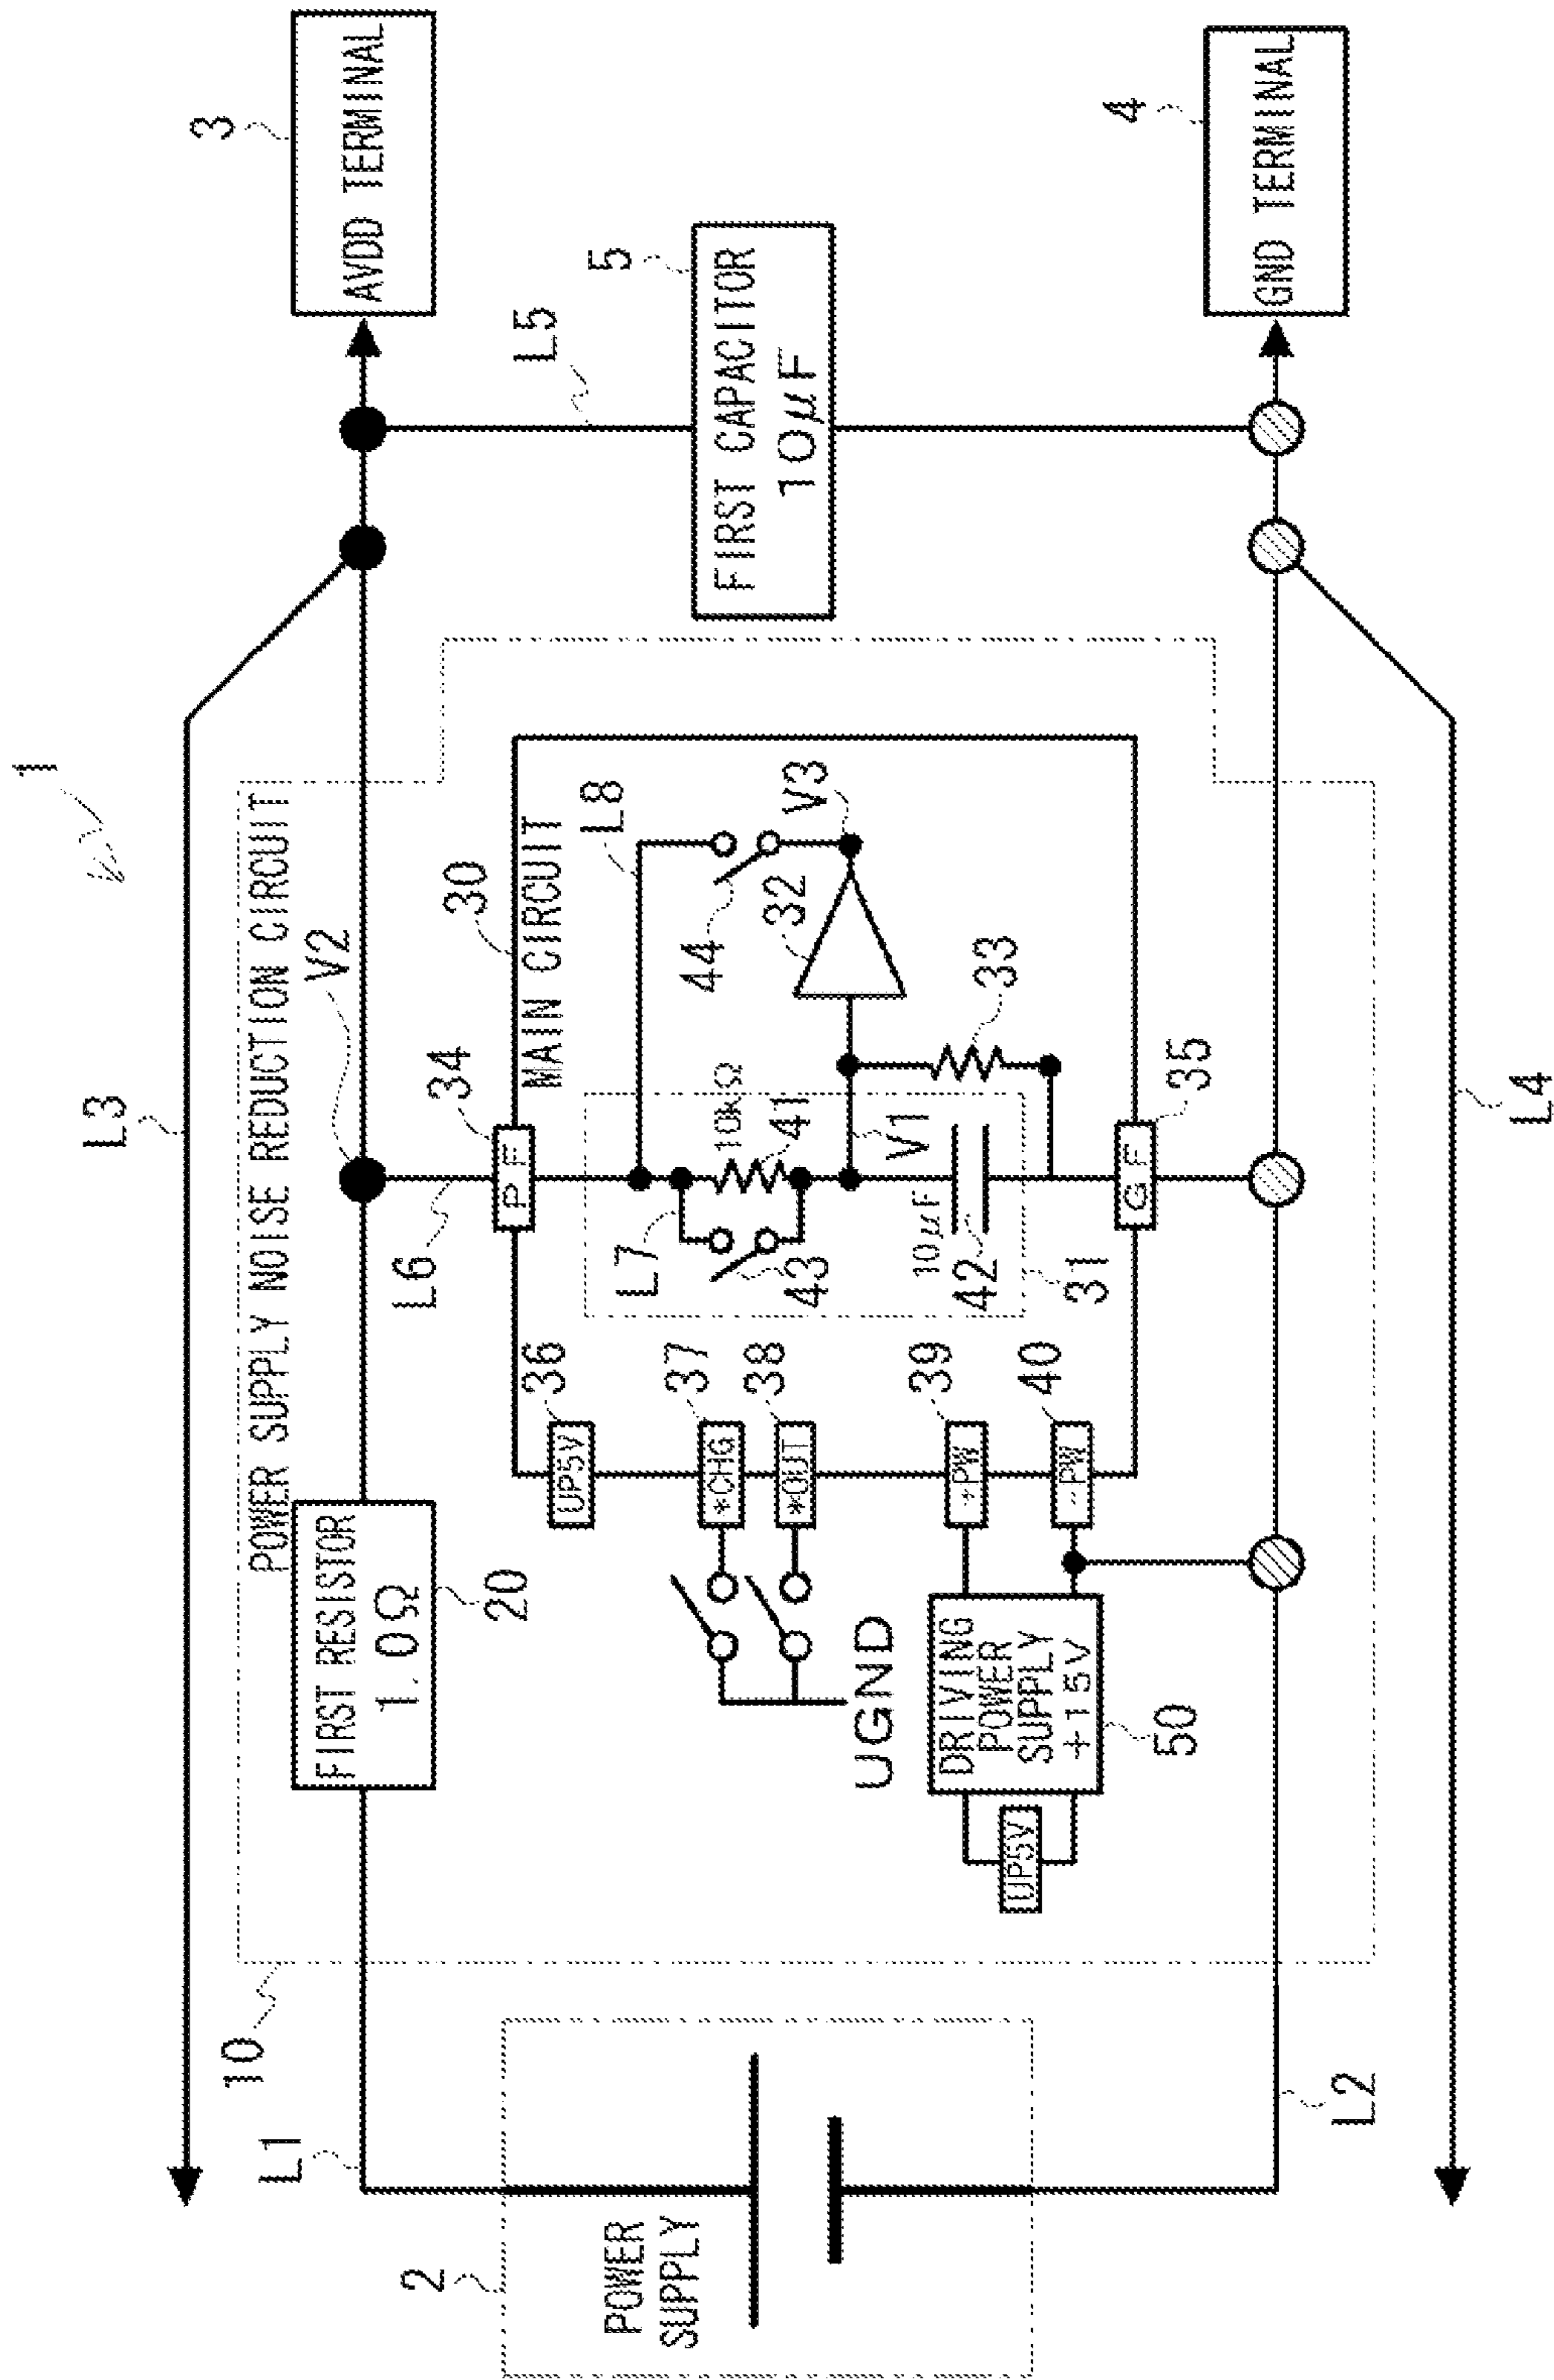 1
L3
3
AVDD TERMINAL
POWER SUPPLY NOISE REDUCTION CIRCUIT
10
L1
FIRST RESISTOR
1.0Ω
20
V2
L6
34
PF
30
MAIN CIRCUIT
L5
5
FIRST CAPACITOR
10μF
2
POWER
SUPPLY
36
UP5V
37
*CHG
38
*OUT
UGND
39
+PW
40
-PW
DRIVING
POWER
SUPPLY
+15V
50
UP5V
L7
43
10kΩ
41
L8
44
V3
32
V1
33
10μF
42
31
GF
35
L2
4
GND TERMINAL
L4